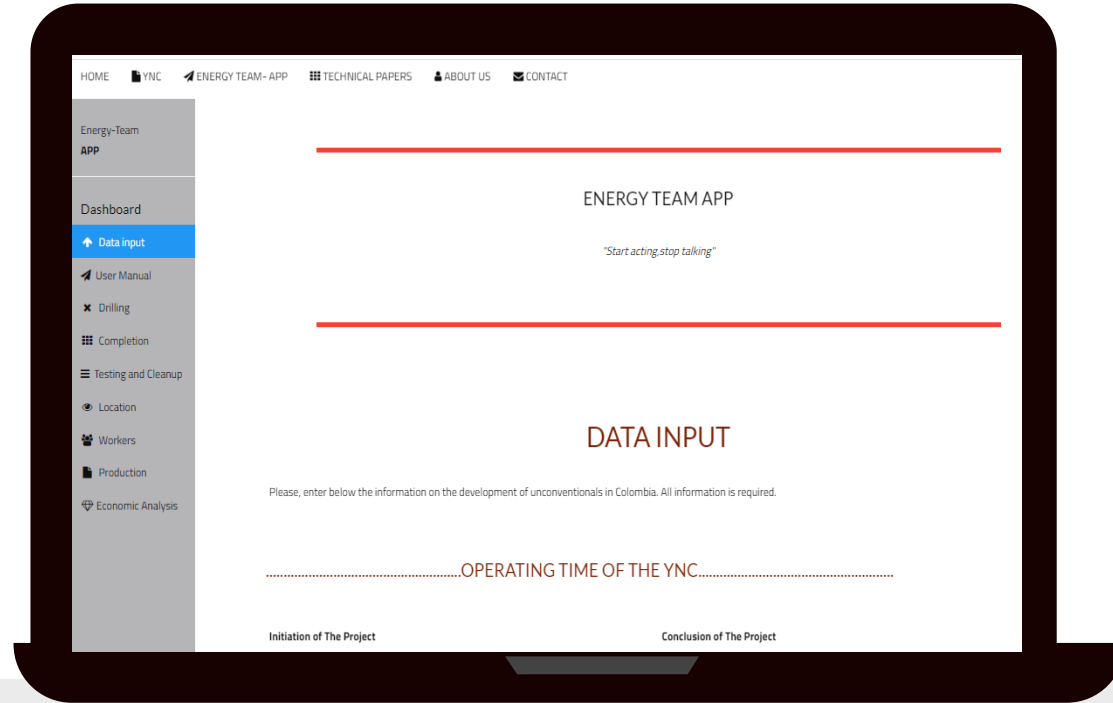 HOME YNC ENERGY TEAM- APP TECHNICAL PAPERS ABOUT US CONTACT
Energy-Team
APP
Dashboard
Data input
User Manual
Drilling
Completion
Testing and Cleanup
Location
Workers
Production
Economic Analysis
ENERGY TEAM APP
"Start acting,stop talking"
DATA INPUT
Please, enter below the information on the development of unconventionals in Colombia. All information is required.
.......................................................OPERATING TIME OF THE YNC.......................................................
Initiation of The Project Conclusion of The Project